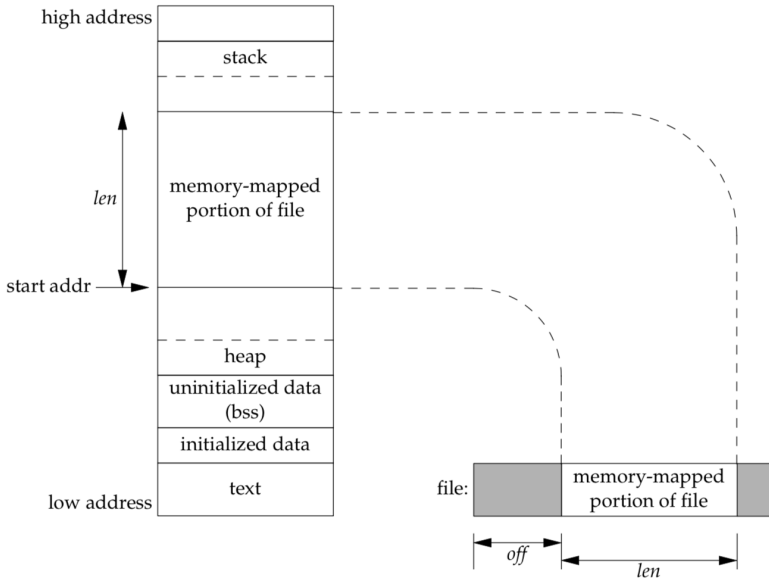 high address
stack
memory-mapped
portion of file
len
start addr
heap
uninitialized data
(bss)
initialized data
text
low address
file:
memory-mapped
portion of file
off
len